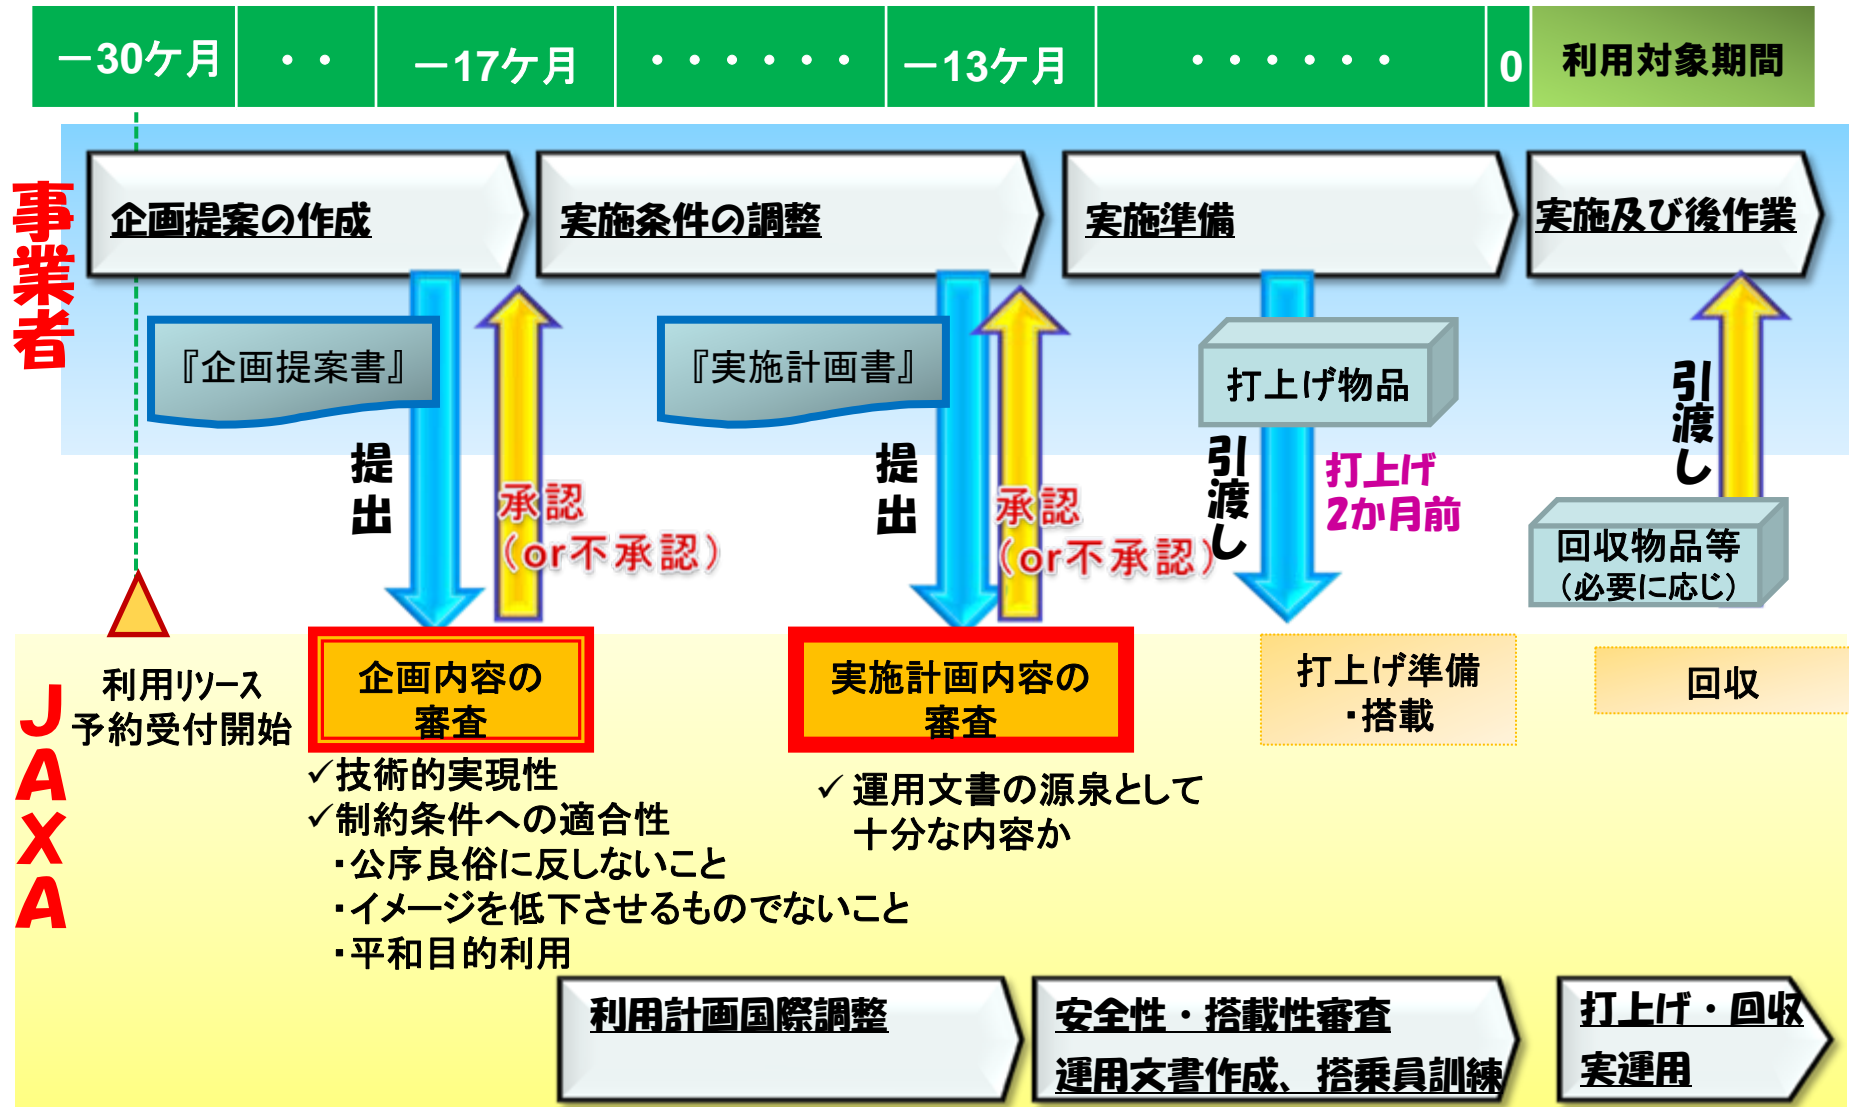 －30ケ月
・・
－17ケ月
・・・・・・
－13ケ月
・・・・・・
0
利用対象期間
事業者
企画提案の作成
実施条件の調整
実施準備
実施及び後作業
『企画提案書』
提出
承認
（or不承認）
『実施計画書』
提出
承認
（or不承認）
打上げ物品
引渡し
打上げ
2か月前
引渡し
回収物品等
（必要に応じ）
JAXA
利用リソース
予約受付開始
企画内容の
審査
✓技術的実現性
✓制約条件への適合性
・公序良俗に反しないこと
・イメージを低下させるものでないこと
・平和目的利用
実施計画内容の
審査
✓運用文書の源泉として
十分な内容か
打上げ準備
・搭載
回収
利用計画国際調整
安全性・搭載性審査
運用文書作成、搭乗員訓練
打上げ・回収
実運用